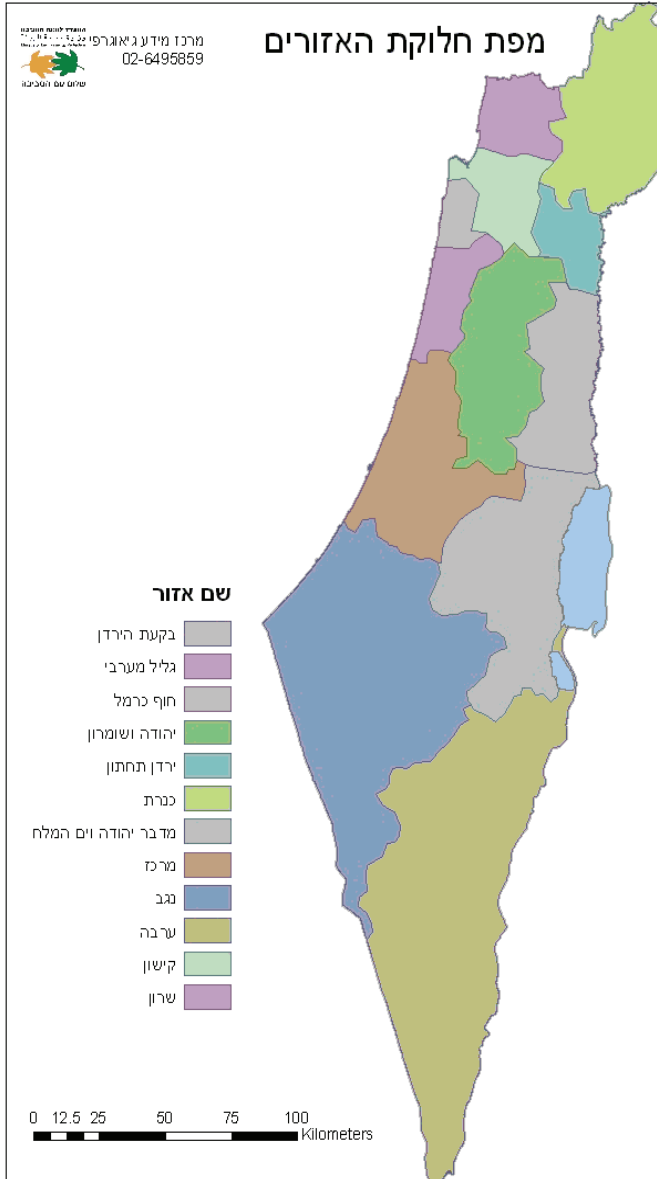 מפת חלוקת האזורים
מרכז מידע גיאוגרפי
02-6495859
שלום עם הסביבה
שם אזור
בקעת הירדן
גליל מערבי
חוף כרמל
יהודה ושומרון
ירדן תחתון
כנרת
מדבר יהודה וים המלח
מרכז
נגב
ערבה
קישון
שרון
0 12.5 25 50 75 100
Kilometers